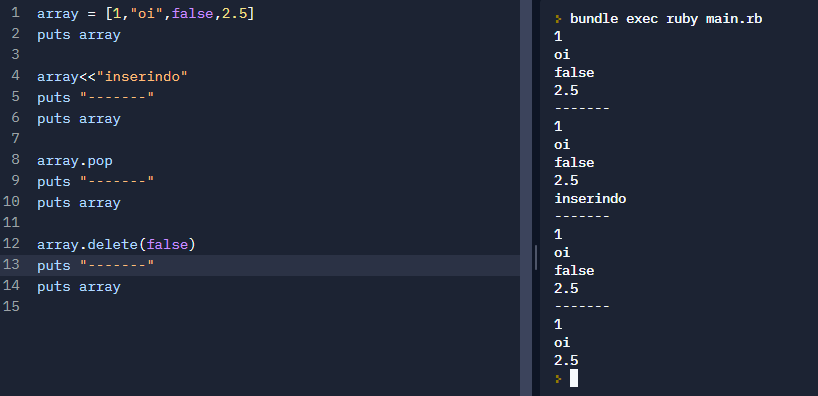 1 array = [1,"oi",false,2.5]
2 puts array
3
4 array<<"inserindo"
5 puts "-------"
6 puts array
7
8 array.pop
9 puts "-------"
10 puts array
11
12 array.delete(false)
13 puts "-------"
14 puts array
15
> bundle exec ruby main.rb
1
oi
false
2.5
-------
1
oi
false
2.5
inserindo
-------
1
oi
false
2.5
-------
1
oi
2.5
>